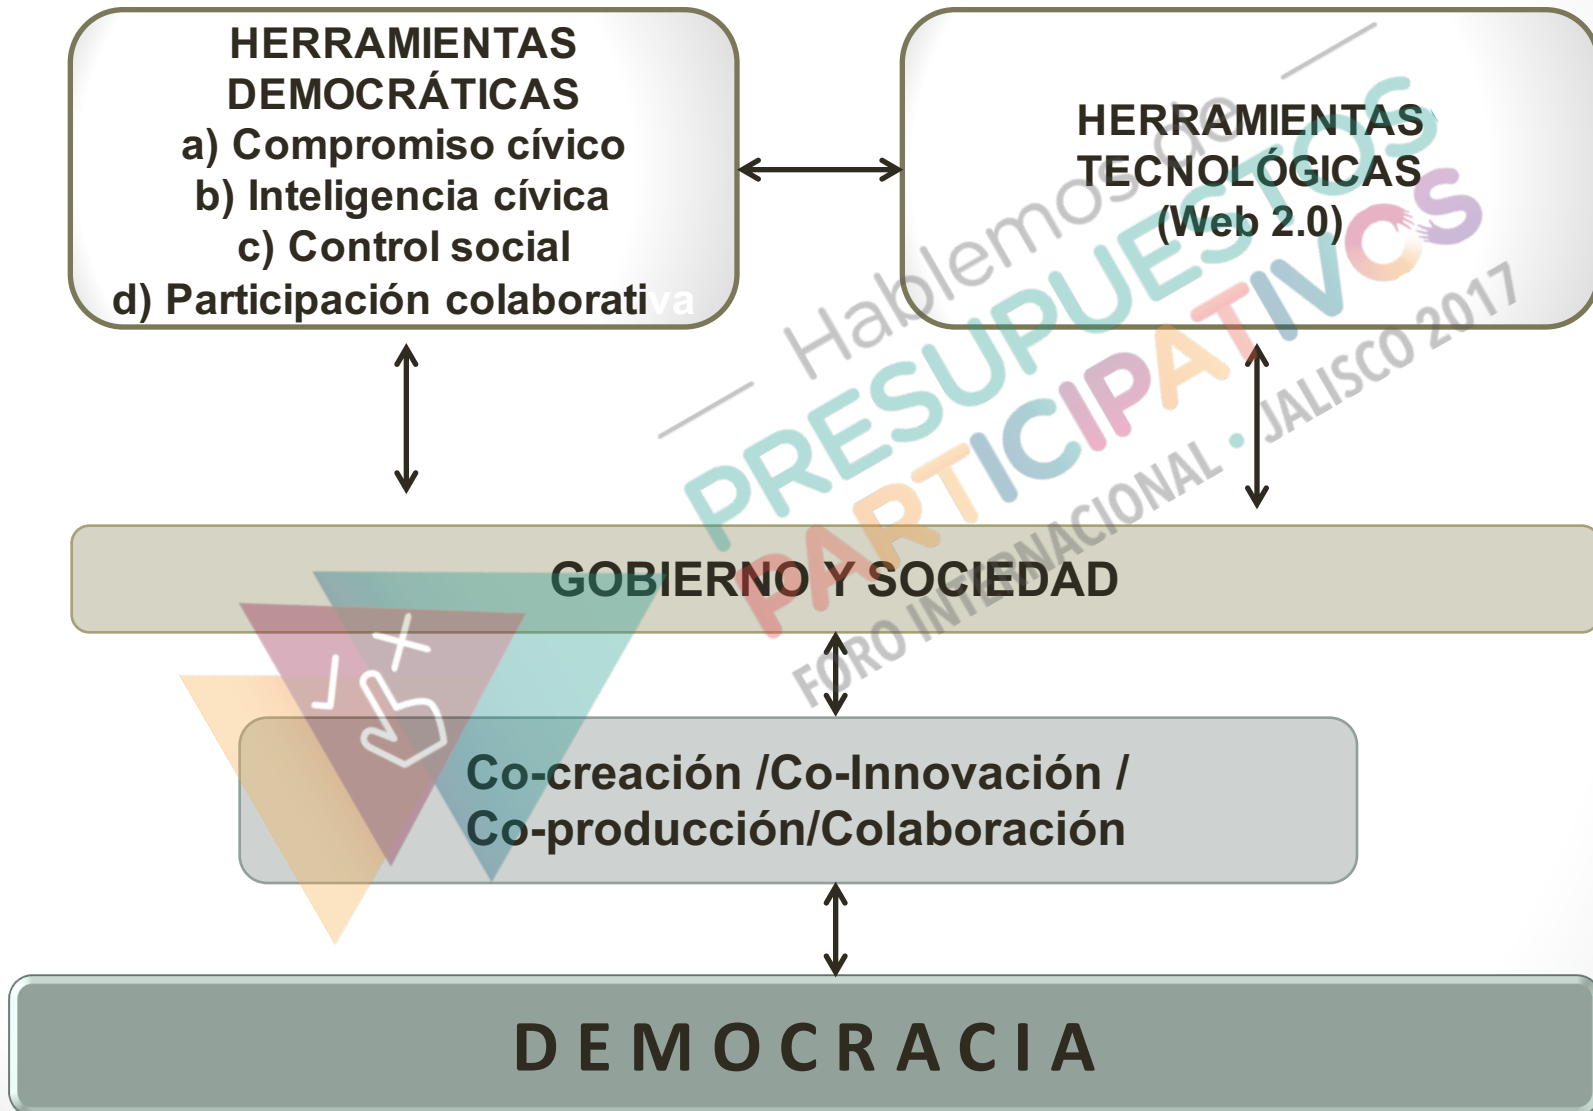 HERRAMIENTAS
DEMOCRÁTICAS
a) Compromiso cívico
b) Inteligencia cívica
c) Control social
d) Participación colaborativa
HERRAMIENTAS
TECNOLÓGICAS
(Web 2.0)
Hablemos de
PRESUPUESTOS
PARTICIPATIVOS
FORO INTERNACIONAL • JALISCO 2017
GOBIERNO Y SOCIEDAD
Co-creación /Co-Innovación /
Co-producción/Colaboración
DEMOCRACIA